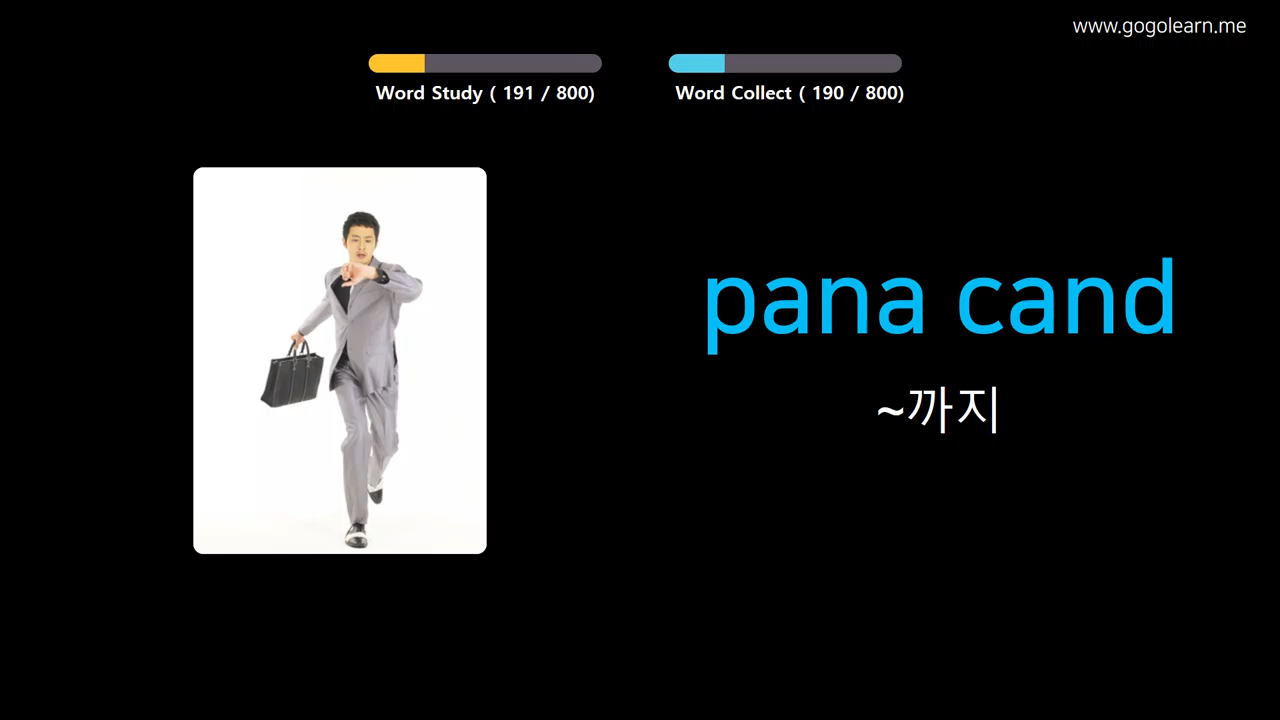 www.gogolearn.me
Word Study ( 191 / 800)
Word Collect ( 190 / 800)
pana cand
~까지